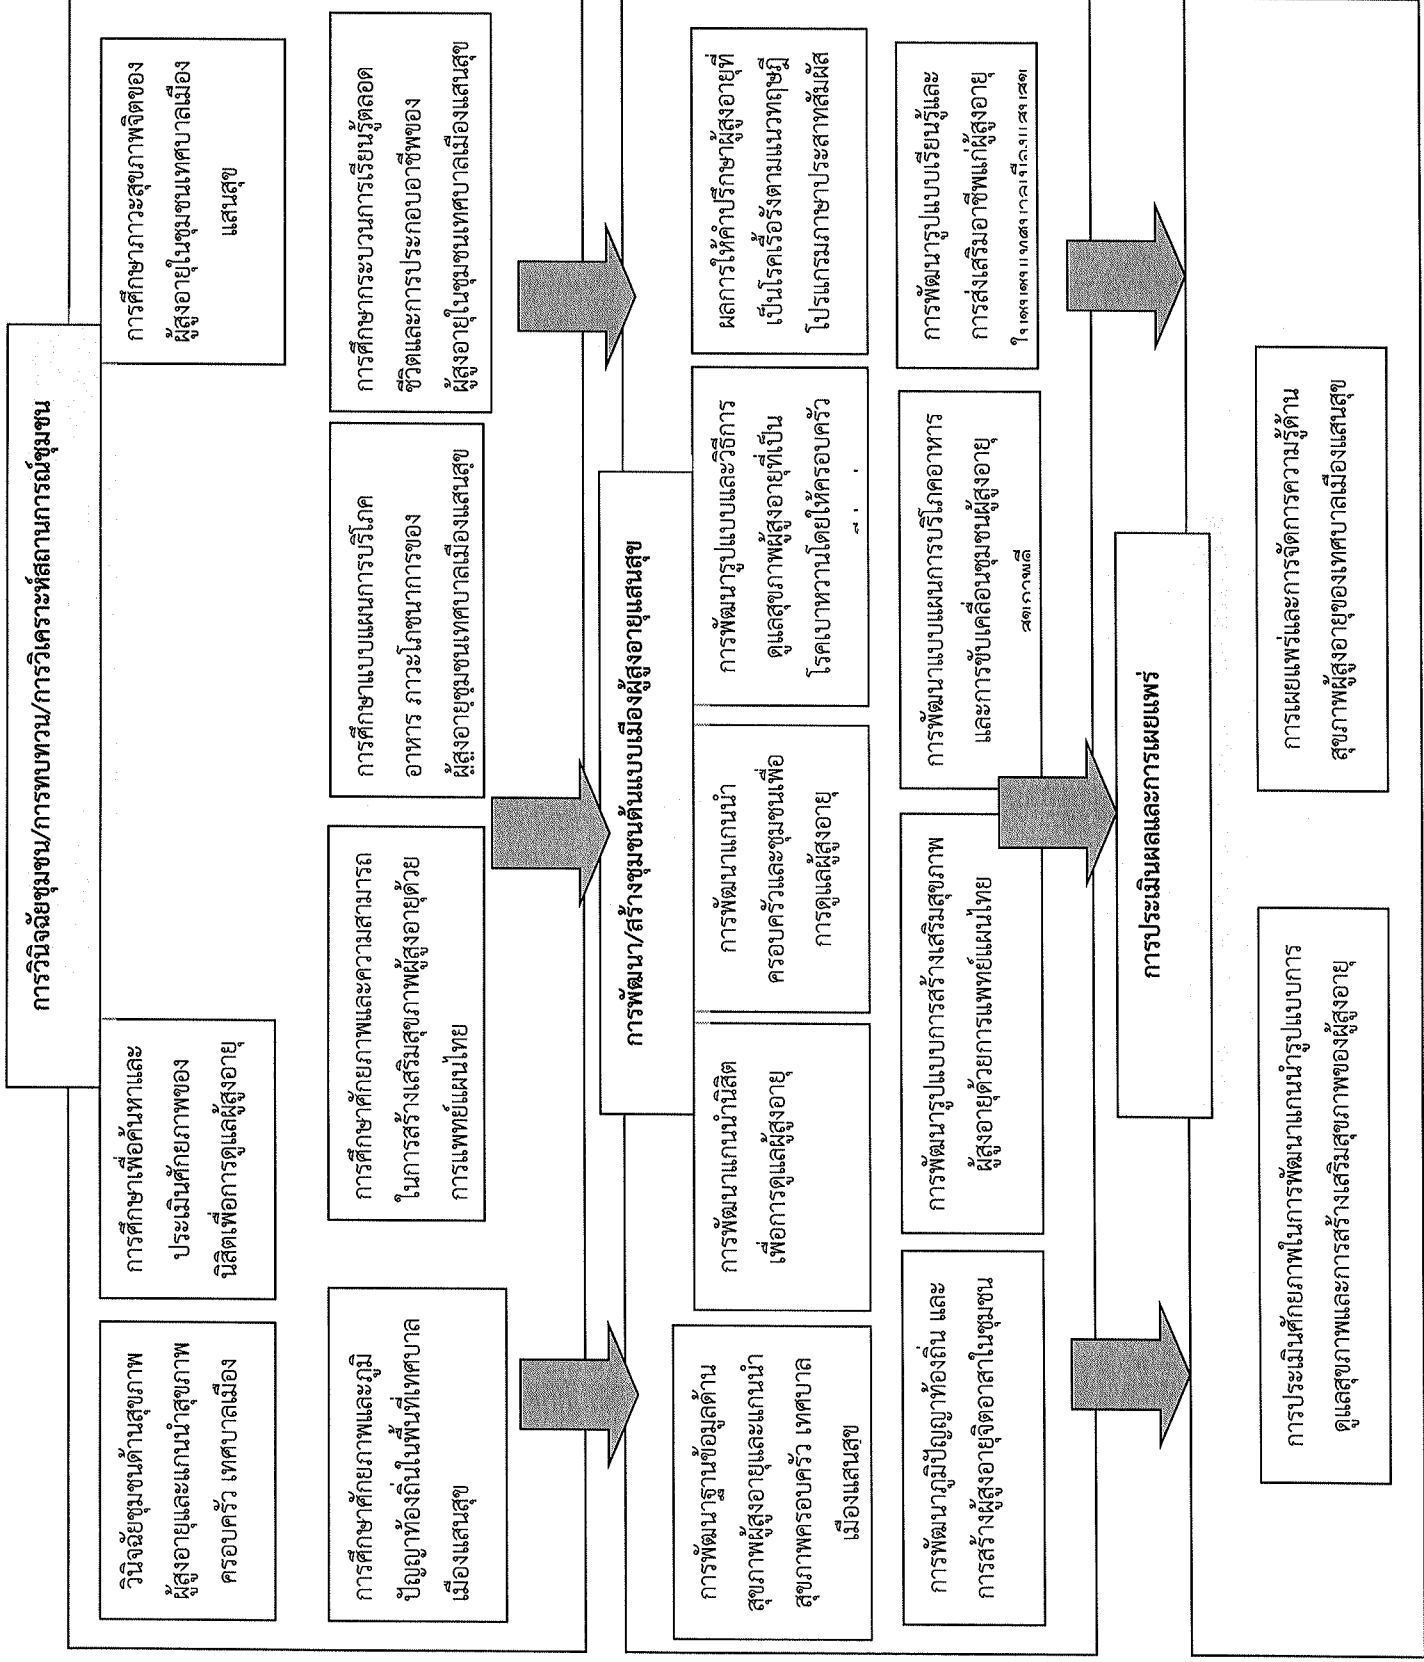 การวินิจฉัยชุมชน/การทบทวน/การวิเคราะห์สถานการณ์ชุมชน
วินิจฉัยชุมชนด้านสุขภาพ
ผู้สูงอายุและแกนนำสุขภาพ
ครอบครัว เทศบาลเมือง
การศึกษาเพื่อค้นหาและ
ประเมินศักยภาพของ
นิสิตเพื่อการดูแลผู้สูงอายุ
การศึกษาภาวะสุขภาพจิตของ
ผู้สูงอายุในชุมชนเทศบาลเมือง
แสนสุข
การศึกษาศักยภาพและภูมิ
ปัญญาท้องถิ่นในพื้นที่เทศบาล
เมืองแสนสุข
การศึกษาศักยภาพและความสามารถ
ในการสร้างเสริมสุขภาพผู้สูงอายุด้วย
การแพทย์แผนไทย
การศึกษาแบบแผนการบริโภค
อาหาร ภาวะโภชนาการของ
ผู้สูงอายุชุมชนเทศบาลเมืองแสนสุข
การศึกษากระบวนการเรียนรู้ตลอด
ชีวิตและการประกอบอาชีพของ
ผู้สูงอายุในชุมชนเทศบาลเมืองแสนสุข
การพัฒนา/สร้างชุมชนต้นแบบเมืองผู้สูงอายุแสนสุข
การพัฒนาฐานข้อมูลด้าน
สุขภาพผู้สูงอายุและแกนนำ
สุขภาพครอบครัว เทศบาล
เมืองแสนสุข
การพัฒนาแกนนำนิสิต
เพื่อการดูแลผู้สูงอายุ
การพัฒนาแกนนำ
ครอบครัวและชุมชนเพื่อ
การดูแลผู้สูงอายุ
การพัฒนารูปแบบและวิธีการ
ดูแลสุขภาพผู้สูงอายุที่เป็น
โรคเบาหวานโดยให้ครอบครัว
ผลการให้คำปรึกษาผู้สูงอายุที่
เป็นโรคเรื้อรังตามแนวทฤษฎี
โปรแกรมภาษาประสาทสัมผัส
การพัฒนาภูมิปัญญาท้องถิ่น และ
การสร้างผู้สูงอายุจิตอาสาในชุมชน
การพัฒนารูปแบบการสร้างเสริมสุขภาพ
ผู้สูงอายุด้วยการแพทย์แผนไทย
การพัฒนาแบบแผนการบริโภคอาหาร
และการขับเคลื่อนชุมชนผู้สูงอายุ
สุขภาพดี
การพัฒนารูปแบบเรียนรู้และ
การส่งเสริมอาชีพแก่ผู้สูงอายุ
การประเมินผลและการเผยแพร่
การประเมินศักยภาพในการพัฒนาแกนนำรูปแบบการ
ดูแลสุขภาพและการสร้างเสริมสุขภาพของผู้สูงอายุ
การเผยแพร่และการจัดการความรู้ด้าน
สุขภาพผู้สูงอายุของเทศบาลเมืองแสนสุข